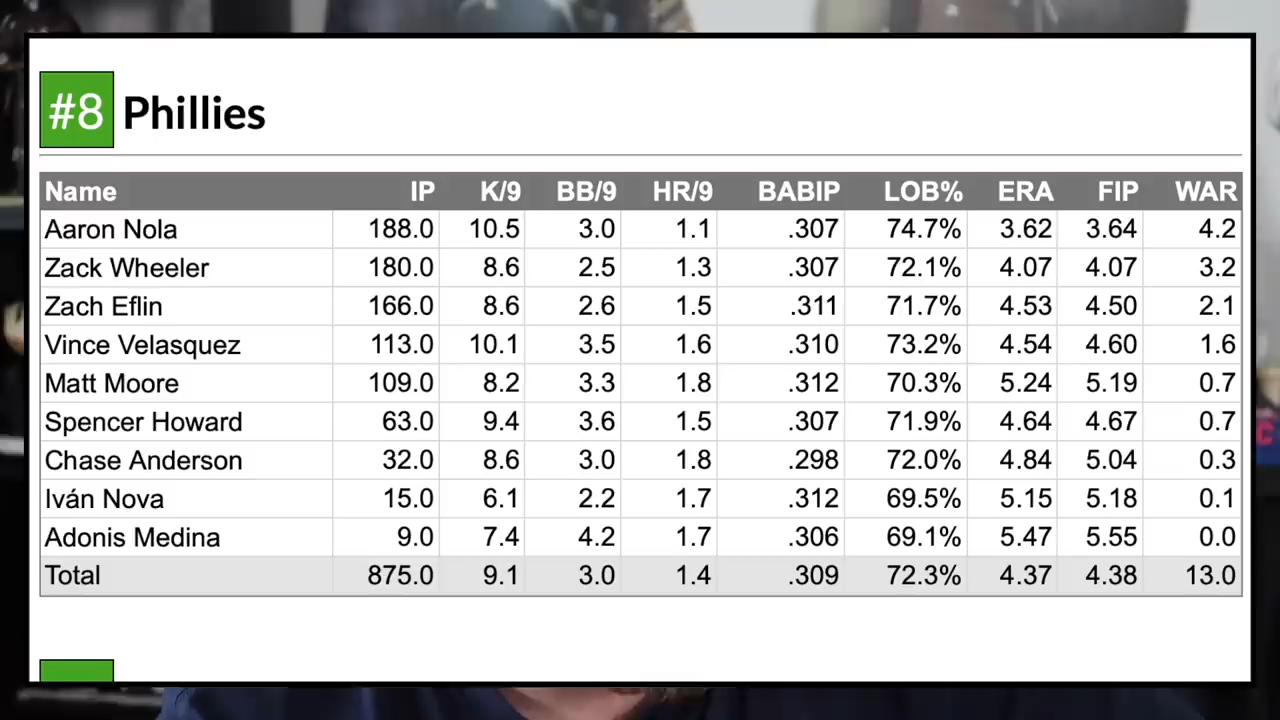 #8 Phillies
Name IP K/9 BB/9 HR/9 BABIP LOB% ERA FIP WAR
Aaron Nola 188.0 10.5 3.0 1.1 .307 74.7% 3.62 3.64 4.2
Zack Wheeler 180.0 8.6 2.5 1.3 .307 72.1% 4.07 4.07 3.2
Zach Eflin 166.0 8.6 2.6 1.5 .311 71.7% 4.53 4.50 2.1
Vince Velasquez 113.0 10.1 3.5 1.6 .310 73.2% 4.54 4.60 1.6
Matt Moore 109.0 8.2 3.3 1.8 .312 70.3% 5.24 5.19 0.7
Spencer Howard 63.0 9.4 3.6 1.5 .307 71.9% 4.64 4.67 0.7
Chase Anderson 32.0 8.6 3.0 1.8 .298 72.0% 4.84 5.04 0.3
Iván Nova 15.0 6.1 2.2 1.7 .312 69.5% 5.15 5.18 0.1
Adonis Medina 9.0 7.4 4.2 1.7 .306 69.1% 5.47 5.55 0.0
Total 875.0 9.1 3.0 1.4 .309 72.3% 4.37 4.38 13.0